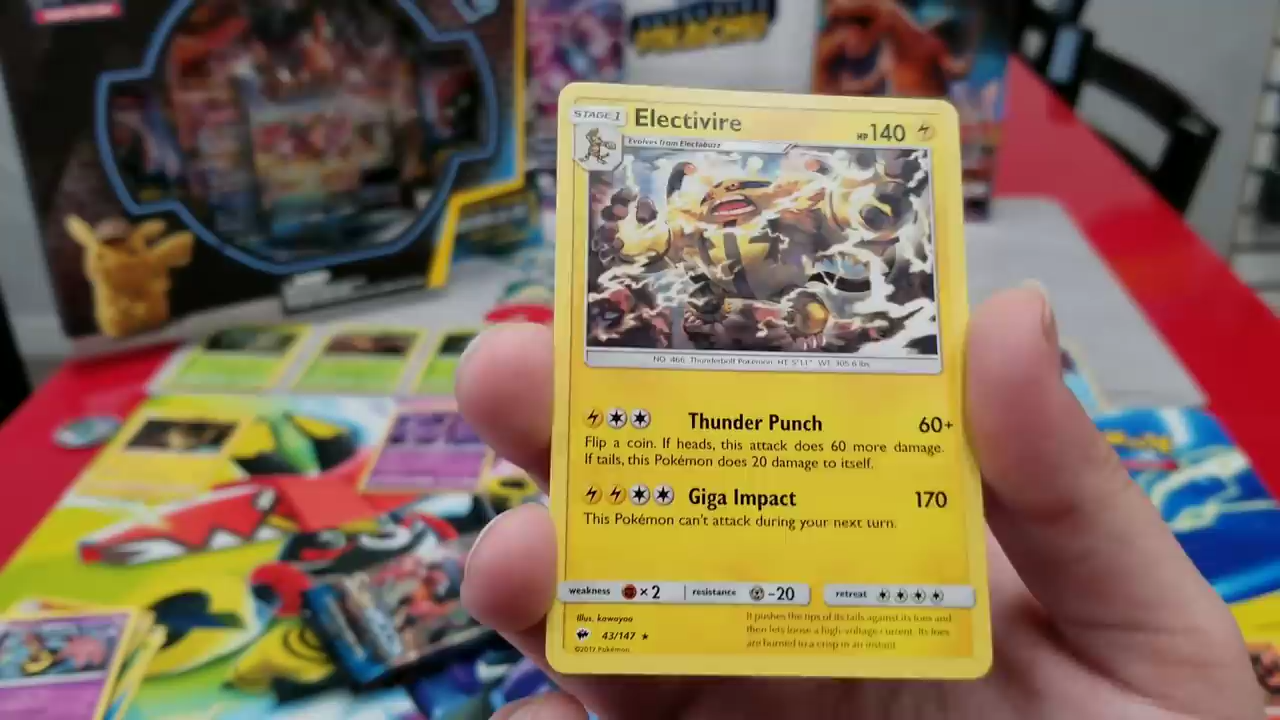 STAGE 1
Electivire
HP 140
Evolves from Electabuzz
NO. 466 Thunderbolt Pokémon HT: 5'11" WT: 305.6 lbs
Thunder Punch 60+
Flip a coin. If heads, this attack does 60 more damage.
If tails, this Pokémon does 20 damage to itself.
Giga Impact 170
This Pokémon can't attack during your next turn.
weakness ×2 resistance -20 retreat
Illus. kawayoo
43/147
©2017 Pokémon
It pushes the tips of its tails against its foe and
then lets loose a high-voltage current. Its foes
are burned to a crisp in an instant.
PIKACHU